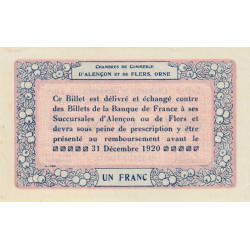 CHAMBRES DE COMMERCE
D'ALENÇON ET DE FLERS, ORNE
Ce Billet est délivré et échangé contre
des Billets de la Banque de France à ses
Succursales d'Alençon ou de Flers et
devra sous peine de prescription y être
présenté au remboursement avant le
31 Décembre 1920
UN FRANC